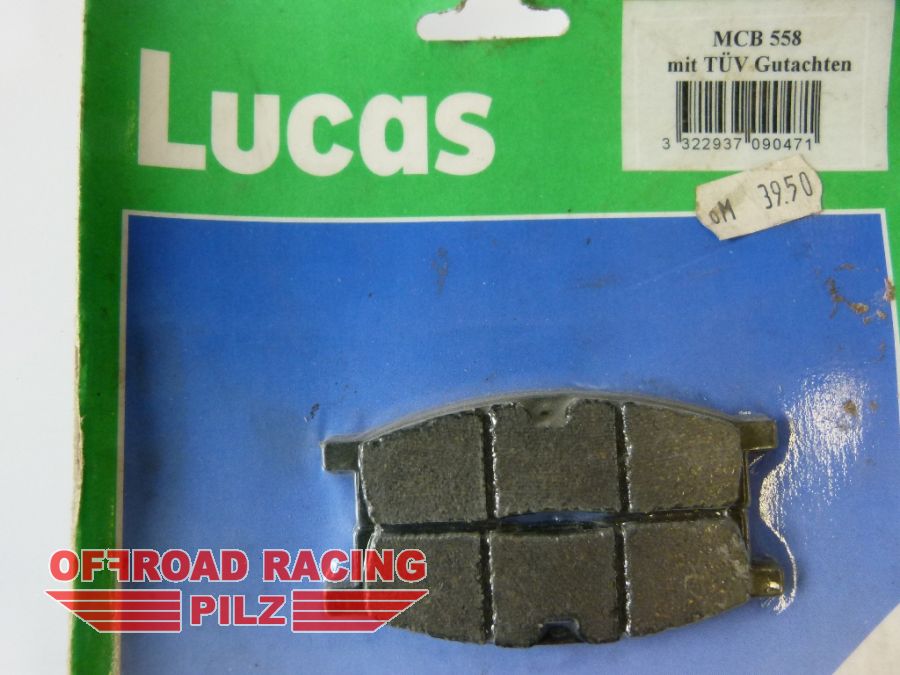 Lucas
MCB 558
mit TÜV Gutachten
3 322937 090471
DM 39.50
OFFROAD RACING
PILZ